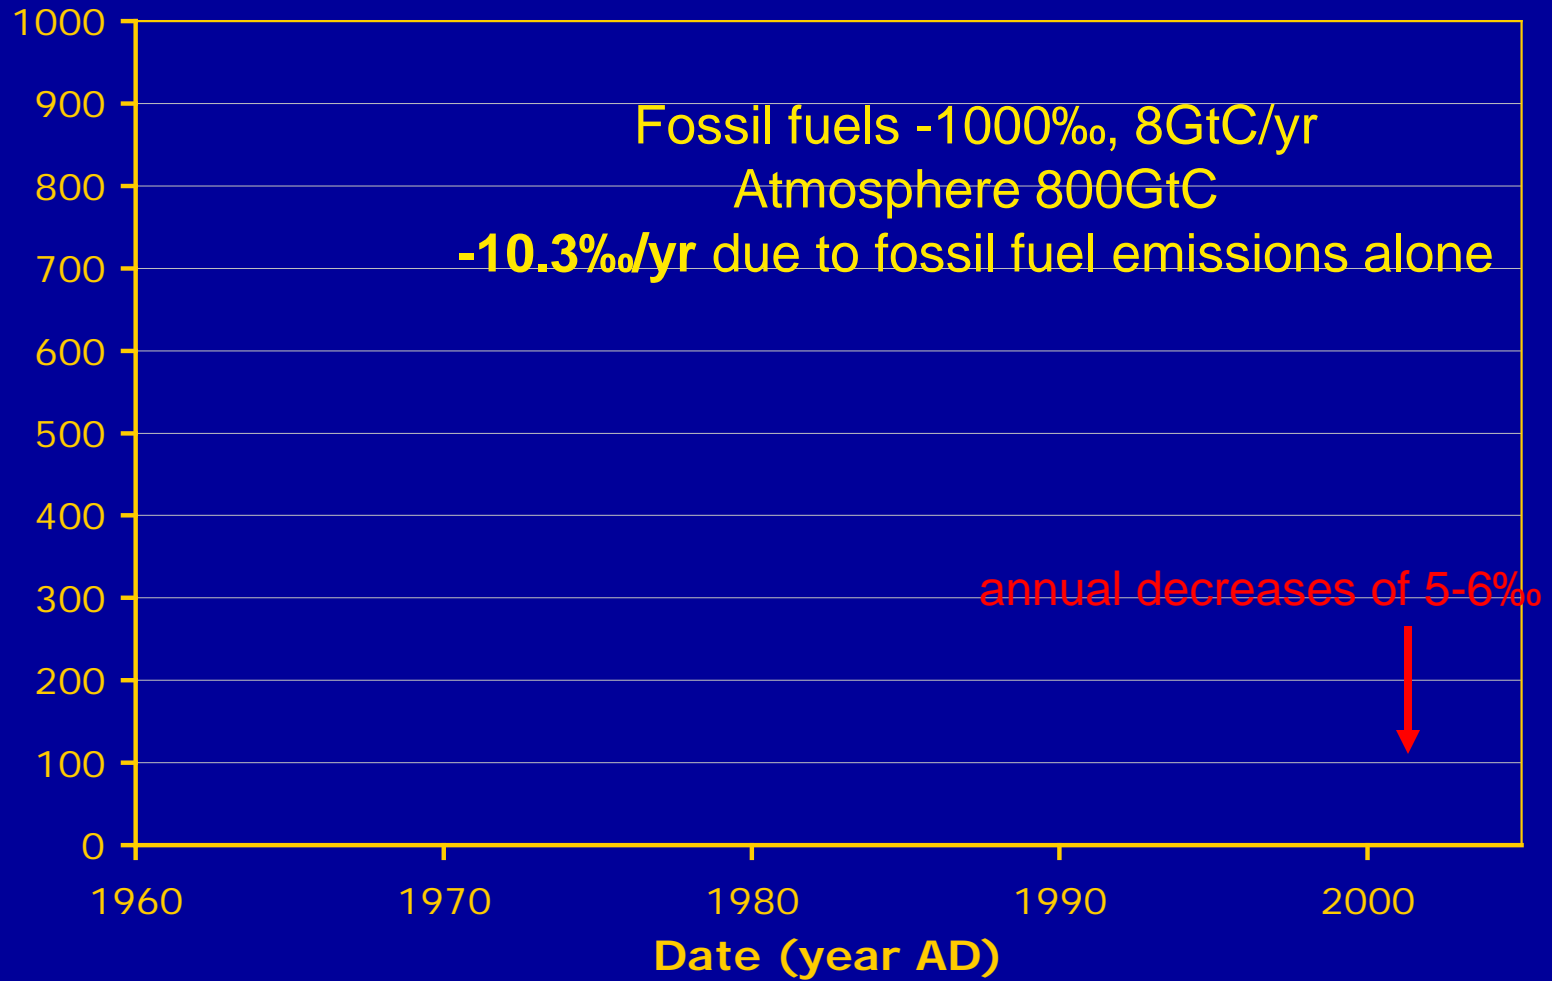 1000
900
Fossil fuels -1000‰, 8GtC/yr
800
Atmosphere 800GtC
700
-10.3‰/yr due to fossil fuel emissions alone
600
500
400
300
annual decreases of 5-6‰
200
100
0
1960 1970 1980 1990 2000
Date (year AD)